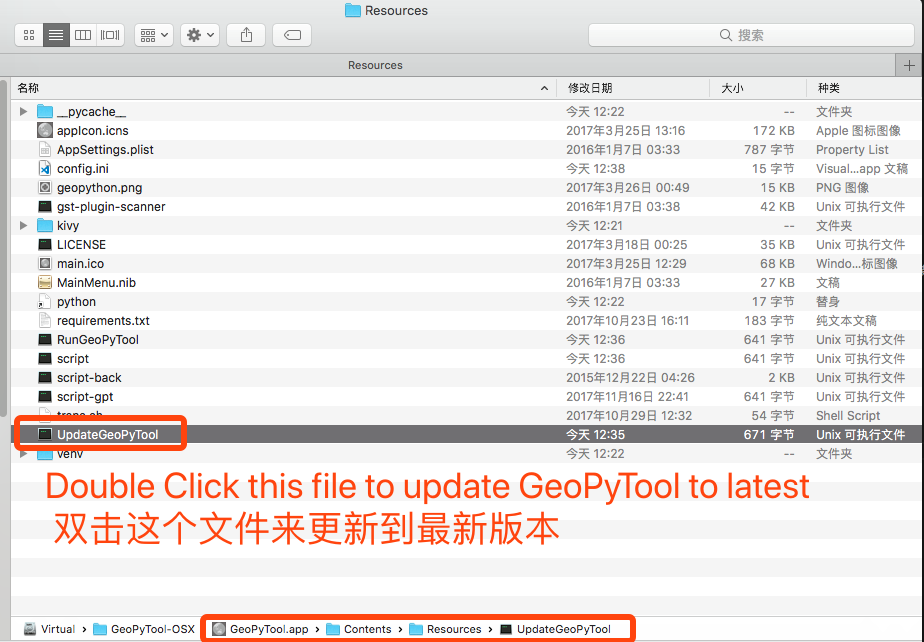 Resources
搜索
Resources
名称 修改日期 大小 种类
__pycache__ 今天 12:22 -- 文件夹
appIcon.icns 2017年3月25日 13:16 172 KB Apple 图标图像
AppSettings.plist 2016年1月7日 03:33 787 字节 Property List
config.ini 今天 12:38 15 字节 Visual...app 文稿
geopython.png 2017年3月26日 00:49 15 KB PNG 图像
gst-plugin-scanner 2016年1月7日 03:38 42 KB Unix 可执行文件
kivy 今天 12:21 -- 文件夹
LICENSE 2017年3月18日 00:25 35 KB Unix 可执行文件
main.ico 2017年3月25日 12:29 68 KB Windo...标图像
MainMenu.nib 2016年1月7日 03:33 27 KB 文稿
python 今天 12:22 17 字节 替身
requirements.txt 2017年10月23日 16:11 183 字节 纯文本文稿
RunGeoPyTool 今天 12:36 641 字节 Unix 可执行文件
script 今天 12:36 641 字节 Unix 可执行文件
script-back 2015年12月22日 04:26 2 KB Unix 可执行文件
script-gpt 2017年11月16日 22:41 641 字节 Unix 可执行文件
2017年10月29日 12:32 54 字节 Shell Script
UpdateGeoPyTool 今天 12:35 671 字节 Unix 可执行文件
venv 今天 12:22 -- 文件夹
Double Click this file to update GeoPyTool to latest
双击这个文件来更新到最新版本
Virtual › GeoPyTool-OSX › GeoPyTool.app › Contents › Resources › UpdateGeoPyTool